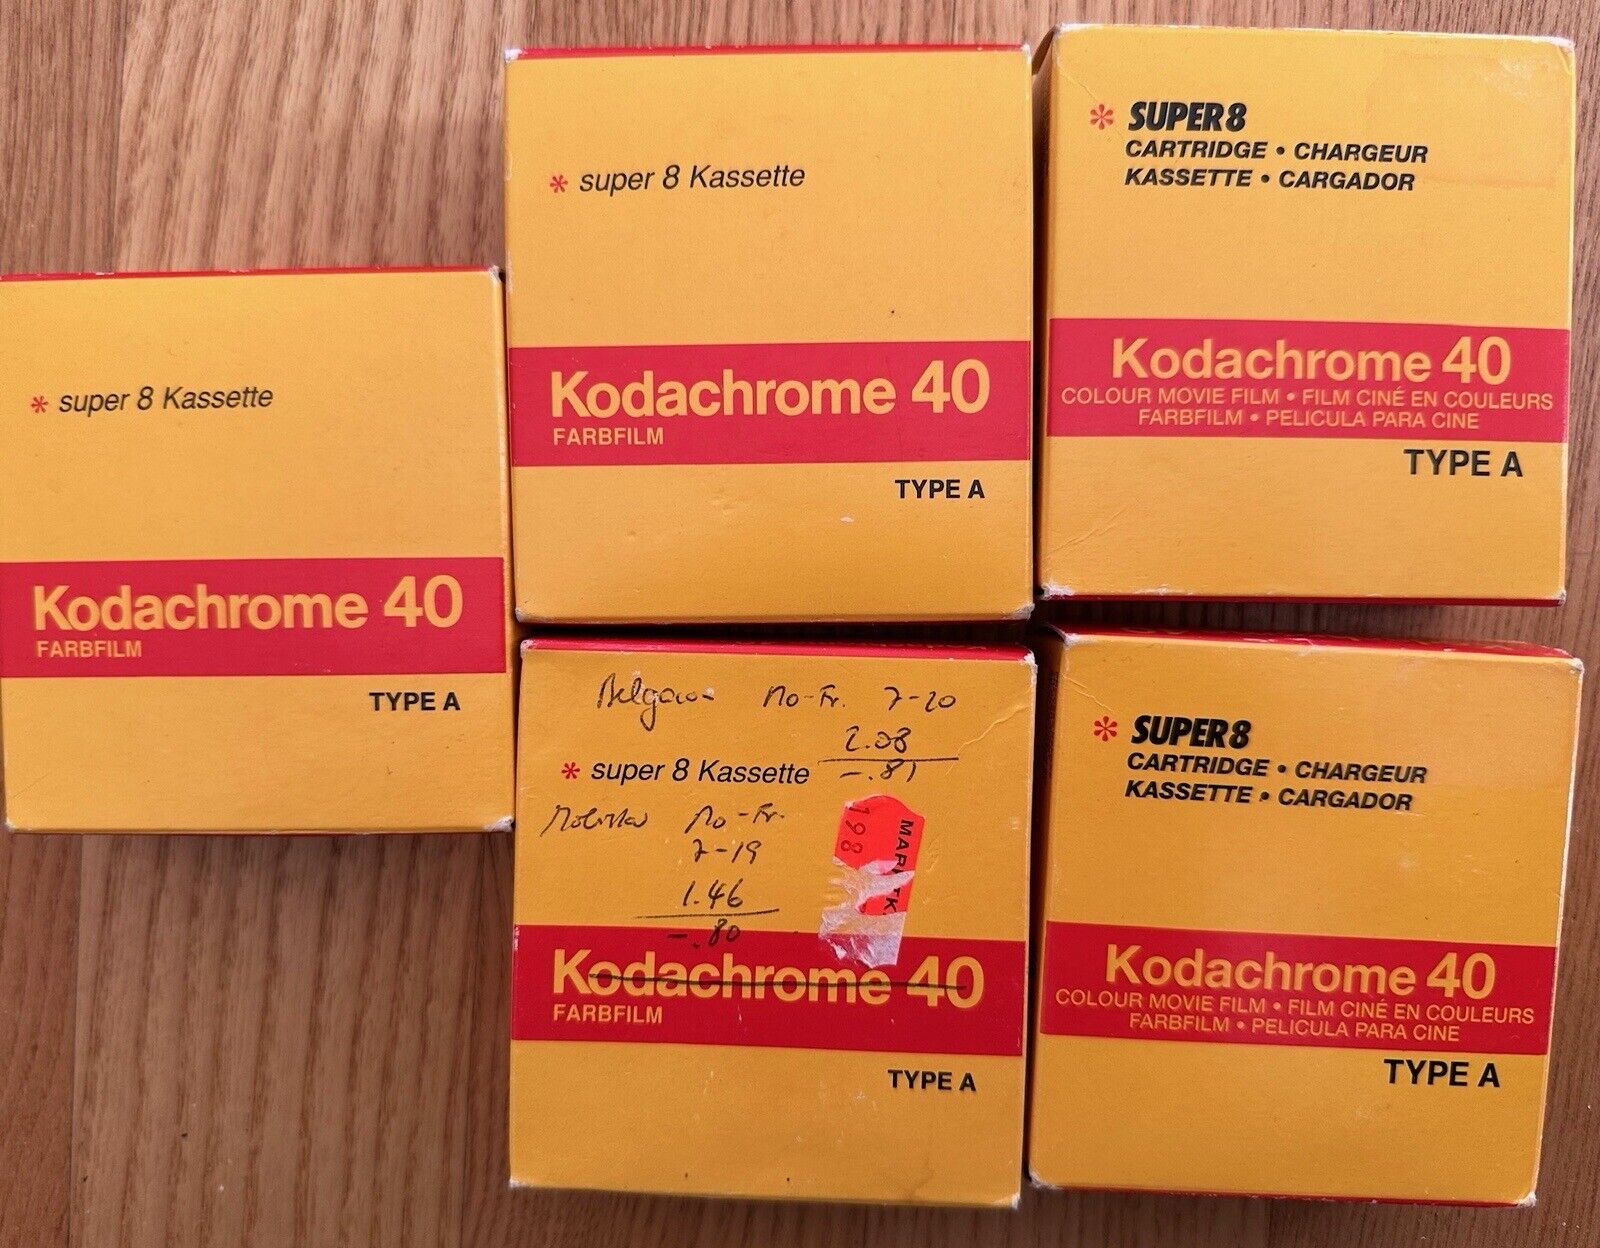 * super 8 Kassette
Kodachrome 40
FARBFILM
TYPE A
* super 8 Kassette
Kodachrome 40
FARBFILM
TYPE A
* SUPER8
CARTRIDGE • CHARGEUR
KASSETTE • CARGADOR
Kodachrome 40
COLOUR MOVIE FILM • FILM CINÉ EN COULEURS
FARBFILM • PELICULA PARA CINE
TYPE A
Mo-Fr. 7-20
2.08
* super 8 Kassette -.81
Mo-Fr.
7-19
1.46
-.80
198
Kodachrome 40
FARBFILM
TYPE A
* SUPER8
CARTRIDGE • CHARGEUR
KASSETTE • CARGADOR
Kodachrome 40
COLOUR MOVIE FILM • FILM CINÉ EN COULEURS
FARBFILM • PELICULA PARA CINE
TYPE A